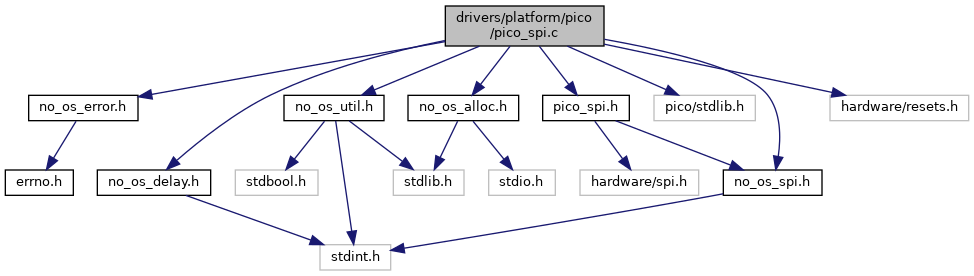 drivers/platform/pico
/pico_spi.c
no_os_error.h
no_os_util.h
no_os_alloc.h
pico_spi.h
pico/stdlib.h
hardware/resets.h
errno.h
no_os_delay.h
stdbool.h
stdlib.h
stdio.h
hardware/spi.h
no_os_spi.h
stdint.h